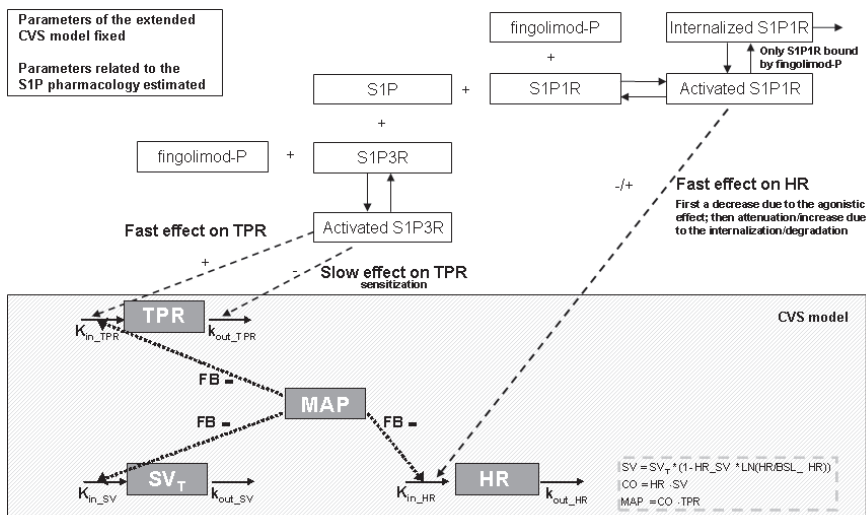 Parameters of the extended
CVS model fixed
Parameters related to the
S1P pharmacology estimated
fingolimod-P
Internalized S1P1R
+
Only S1P1R bound
by fingolimod-P
S1P
+
S1P1R
Activated S1P1R
+
fingolimod-P
+
S1P3R
-/+
Fast effect on HR
First a decrease due to the agonistic
effect; then attenuation/increase due
to the internalization/degradation
Fast effect on TPR
Activated S1P3R
+
-
Slow effect on TPR
sensitization
CVS model
TPR
K in_TPR
k out_TPR
FB -
MAP
FB -
FB -
SV T
K in_SV
k out_SV
HR
K in_HR
k out_HR
SV = SV T * (1- HR_SV * LN(HR/BSL_ HR))
CO = HR · SV
MAP = CO · TPR